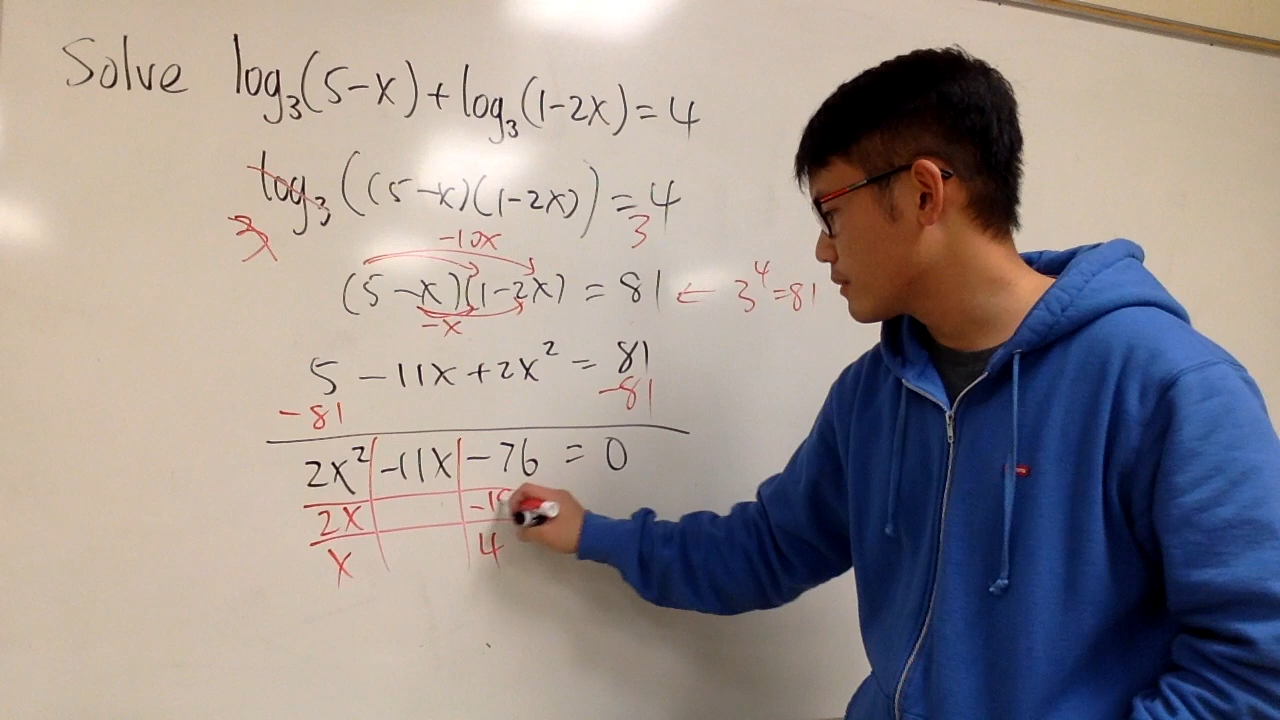 Solve log₃(5-x)+log₃(1-2x)=4
log₃((5-x)(1-2x))=4
3 3
-10x
(5-x)(1-2x) = 81 ← 3⁴=81
-x
5 -11x +2x² = 81
-81 -81
2x² -11x -76 = 0
2x
x 4